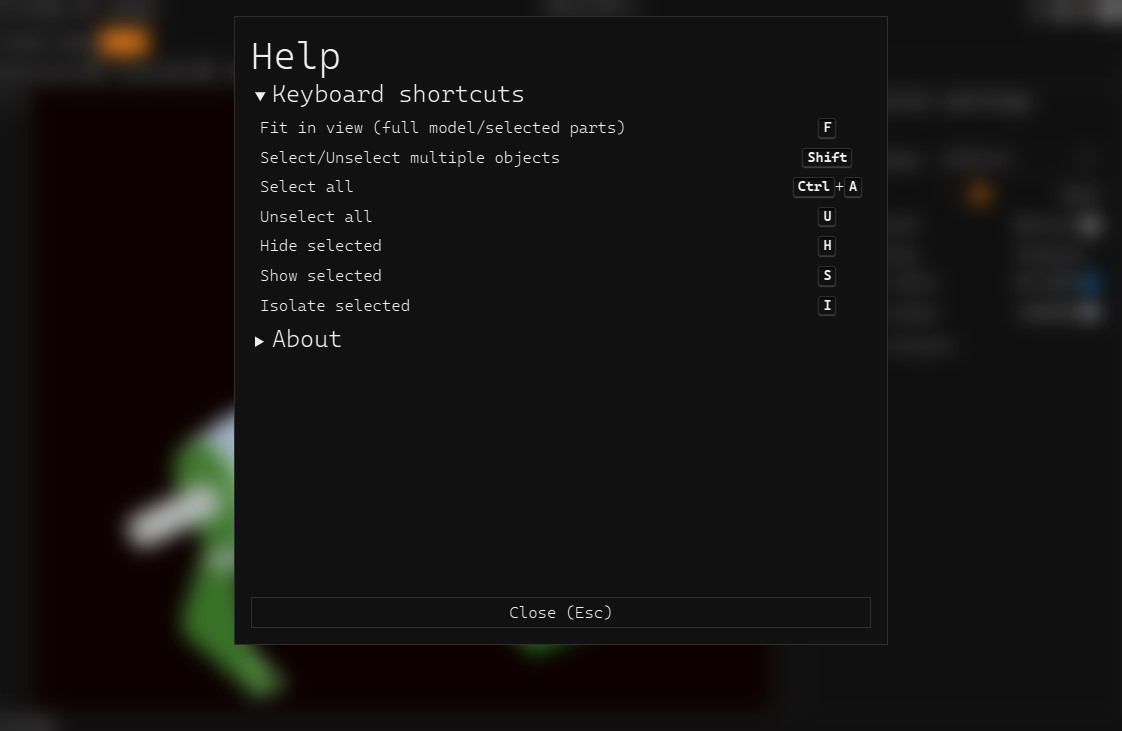 Help
Keyboard shortcuts
Fit in view (full model/selected parts) F
Select/Unselect multiple objects Shift
Select all Ctrl+A
Unselect all U
Hide selected H
Show selected S
Isolate selected I
About
Close (Esc)